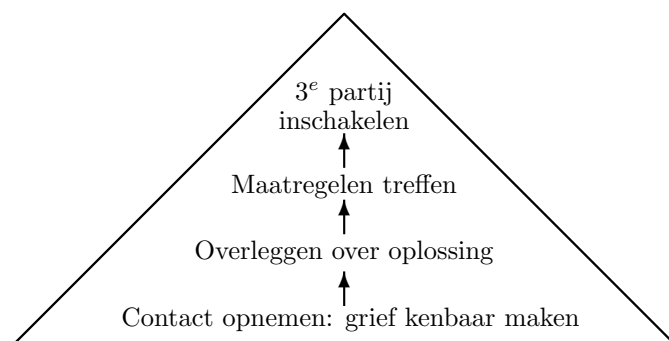 3ᵉ partij
inschakelen
Maatregelen treffen
Overleggen over oplossing
Contact opnemen: grief kenbaar maken